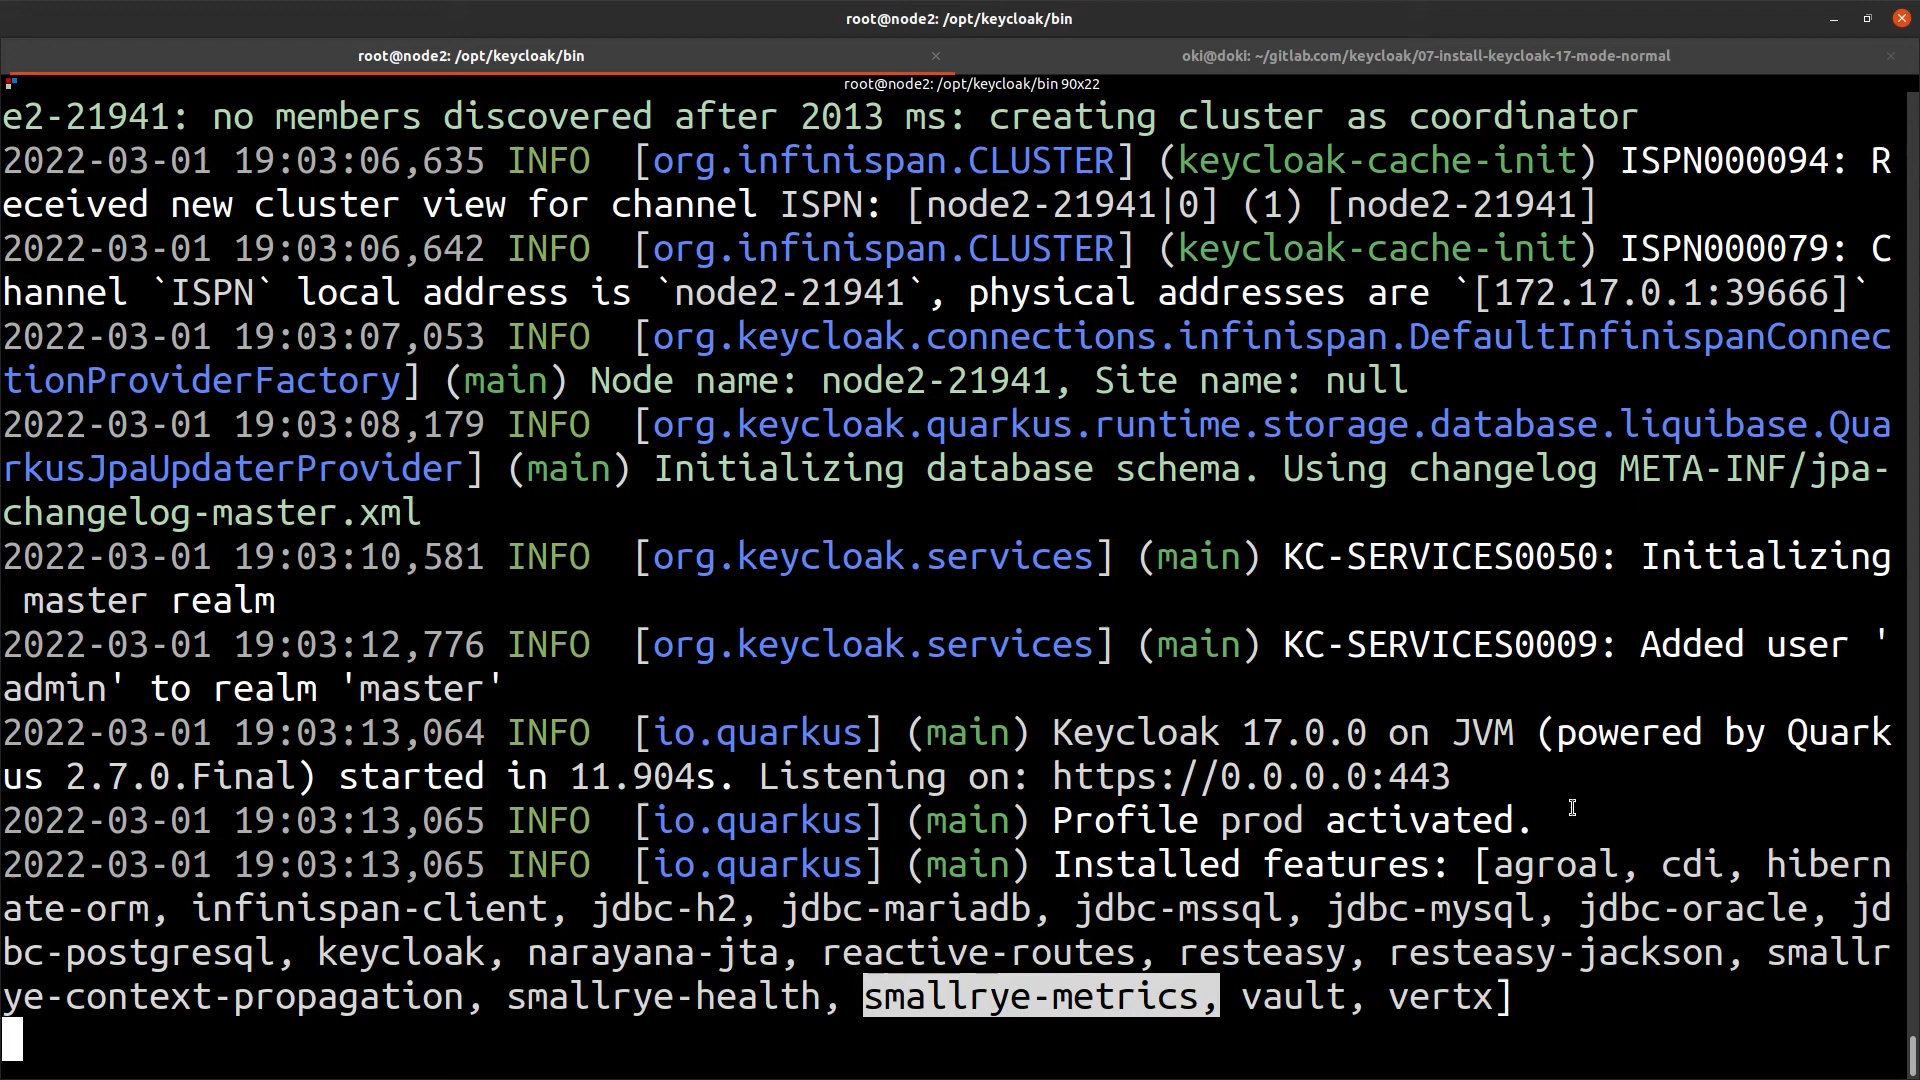 root@node2: /opt/keycloak/bin
root@node2: /opt/keycloak/bin
oki@doki: ~/gitlab.com/keycloak/07-install-keycloak-17-mode-normal
root@node2: /opt/keycloak/bin 90x22
e2-21941: no members discovered after 2013 ms: creating cluster as coordinator
2022-03-01 19:03:06,635 INFO  [org.infinispan.CLUSTER] (keycloak-cache-init) ISPN000094: R
eceived new cluster view for channel ISPN: [node2-21941|0] (1) [node2-21941]
2022-03-01 19:03:06,642 INFO  [org.infinispan.CLUSTER] (keycloak-cache-init) ISPN000079: C
hannel `ISPN` local address is `node2-21941`, physical addresses are `[172.17.0.1:39666]`
2022-03-01 19:03:07,053 INFO  [org.keycloak.connections.infinispan.DefaultInfinispanConnec
tionProviderFactory] (main) Node name: node2-21941, Site name: null
2022-03-01 19:03:08,179 INFO  [org.keycloak.quarkus.runtime.storage.database.liquibase.Qua
rkusJpaUpdaterProvider] (main) Initializing database schema. Using changelog META-INF/jpa-
changelog-master.xml
2022-03-01 19:03:10,581 INFO  [org.keycloak.services] (main) KC-SERVICES0050: Initializing
 master realm
2022-03-01 19:03:12,776 INFO  [org.keycloak.services] (main) KC-SERVICES0009: Added user '
admin' to realm 'master'
2022-03-01 19:03:13,064 INFO  [io.quarkus] (main) Keycloak 17.0.0 on JVM (powered by Quark
us 2.7.0.Final) started in 11.904s. Listening on: https://0.0.0.0:443
2022-03-01 19:03:13,065 INFO  [io.quarkus] (main) Profile prod activated.
2022-03-01 19:03:13,065 INFO  [io.quarkus] (main) Installed features: [agroal, cdi, hibern
ate-orm, infinispan-client, jdbc-h2, jdbc-mariadb, jdbc-mssql, jdbc-mysql, jdbc-oracle, jd
bc-postgresql, keycloak, narayana-jta, reactive-routes, resteasy, resteasy-jackson, smallr
ye-context-propagation, smallrye-health, smallrye-metrics, vault, vertx]